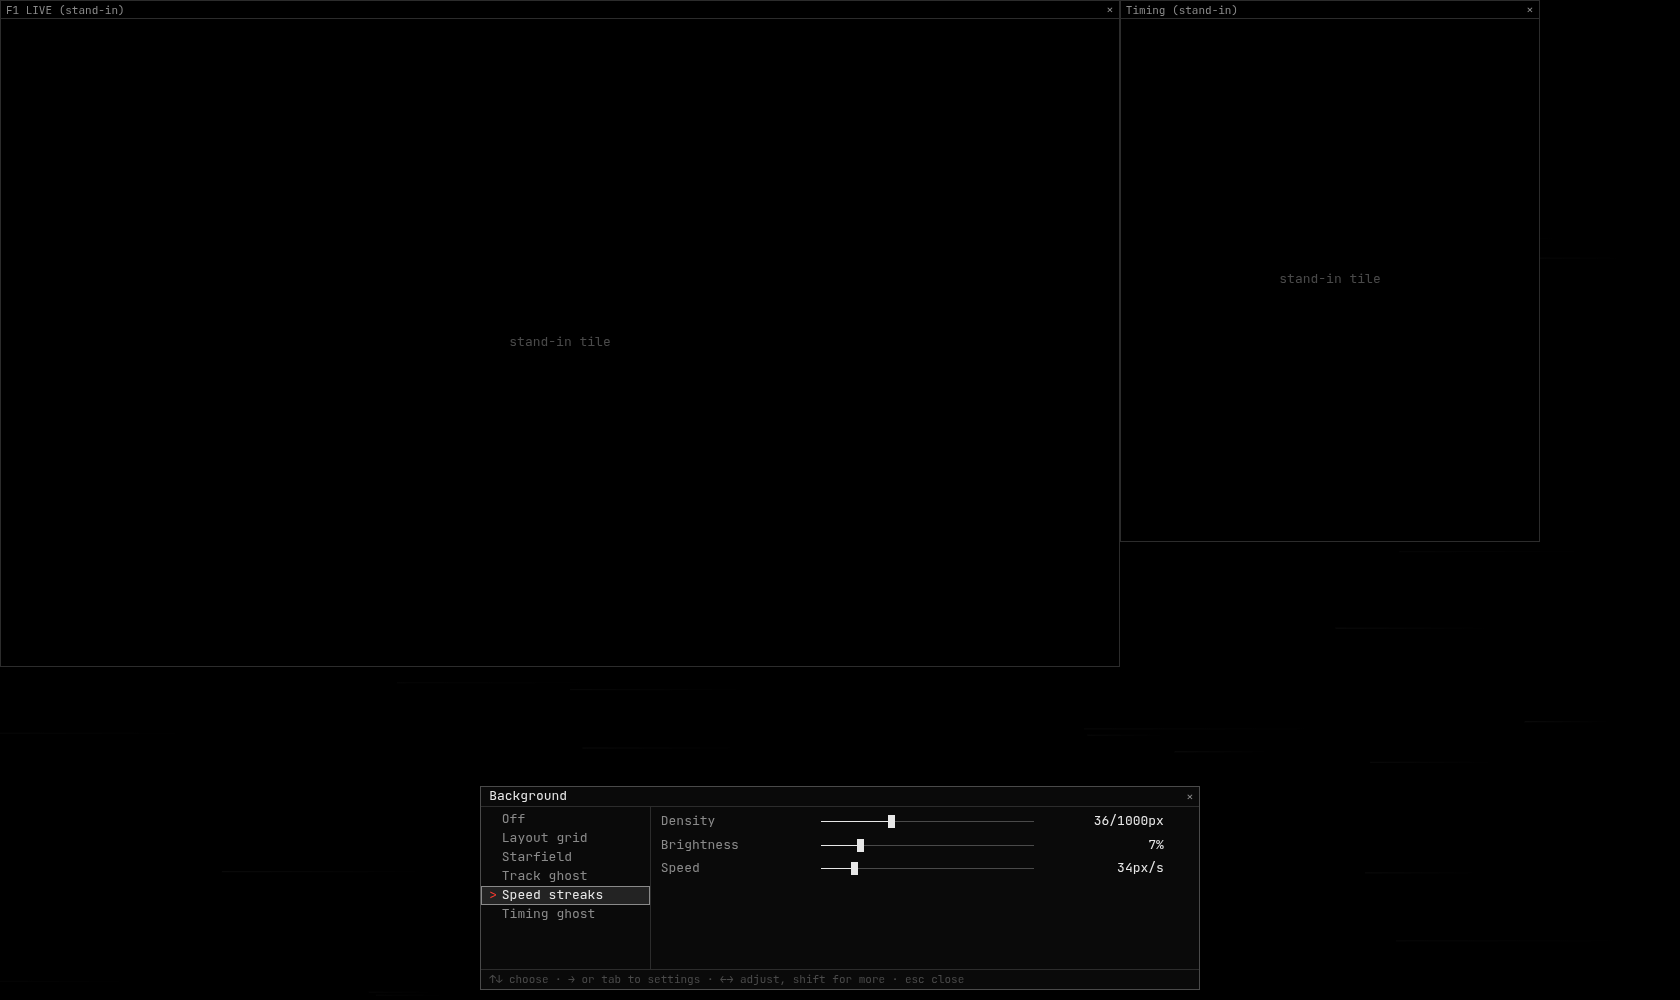 F1 LIVE (stand-in) ×
Timing (stand-in) ×
stand-in tile
stand-in tile
Background ×
Off
Layout grid
Starfield
Track ghost
> Speed streaks
Timing ghost
Density 36/1000px
Brightness 7%
Speed 34px/s
↑↓ choose · → or tab to settings · ↔ adjust, shift for more · esc close